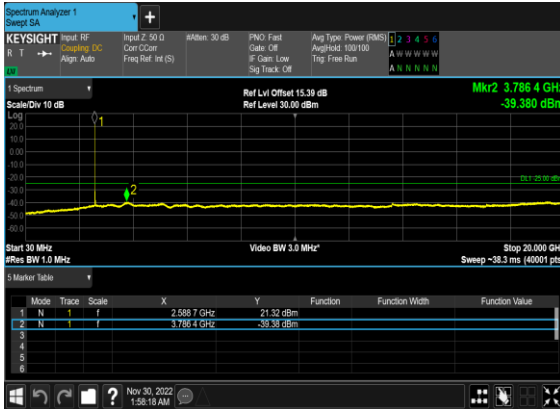 Spectrum Analyzer 1
Swept SA
KEYSIGHT
R T
Input: RF
Coupling: DC
Align: Auto
Input Z: 50 Ω
Corr CCorr
Freq Ref: Int (S)
#Atten: 30 dB
PNO: Fast
Gate: Off
IF Gain: Low
Sig Track: Off
Avg Type: Power (RMS)
Avg|Hold: 100/100
Trig: Free Run
1 2 3 4 5 6
A W W W W W
A N N N N N
1 Spectrum
Scale/Div 10 dB
Ref Lvl Offset 15.39 dB
Ref Level 30.00 dBm
Mkr2 3.786 4 GHz
-39.380 dBm
Log
20.0
10.0
0.00
-10.0
-20.0
-30.0
-40.0
-50.0
-60.0
1
2
Start 30 MHz
#Res BW 1.0 MHz
Video BW 3.0 MHz*
Stop 20.000 GH
Sweep ~38.3 ms (40001 pts
5 Marker Table
Mode Trace Scale X Y Function Function Width Function Value
1 N 1 f 2.588 7 GHz 21.32 dBm
2 N 1 f 3.786 4 GHz -39.38 dBm
3
4
5
6
Nov 30, 2022
1:58:18 AM